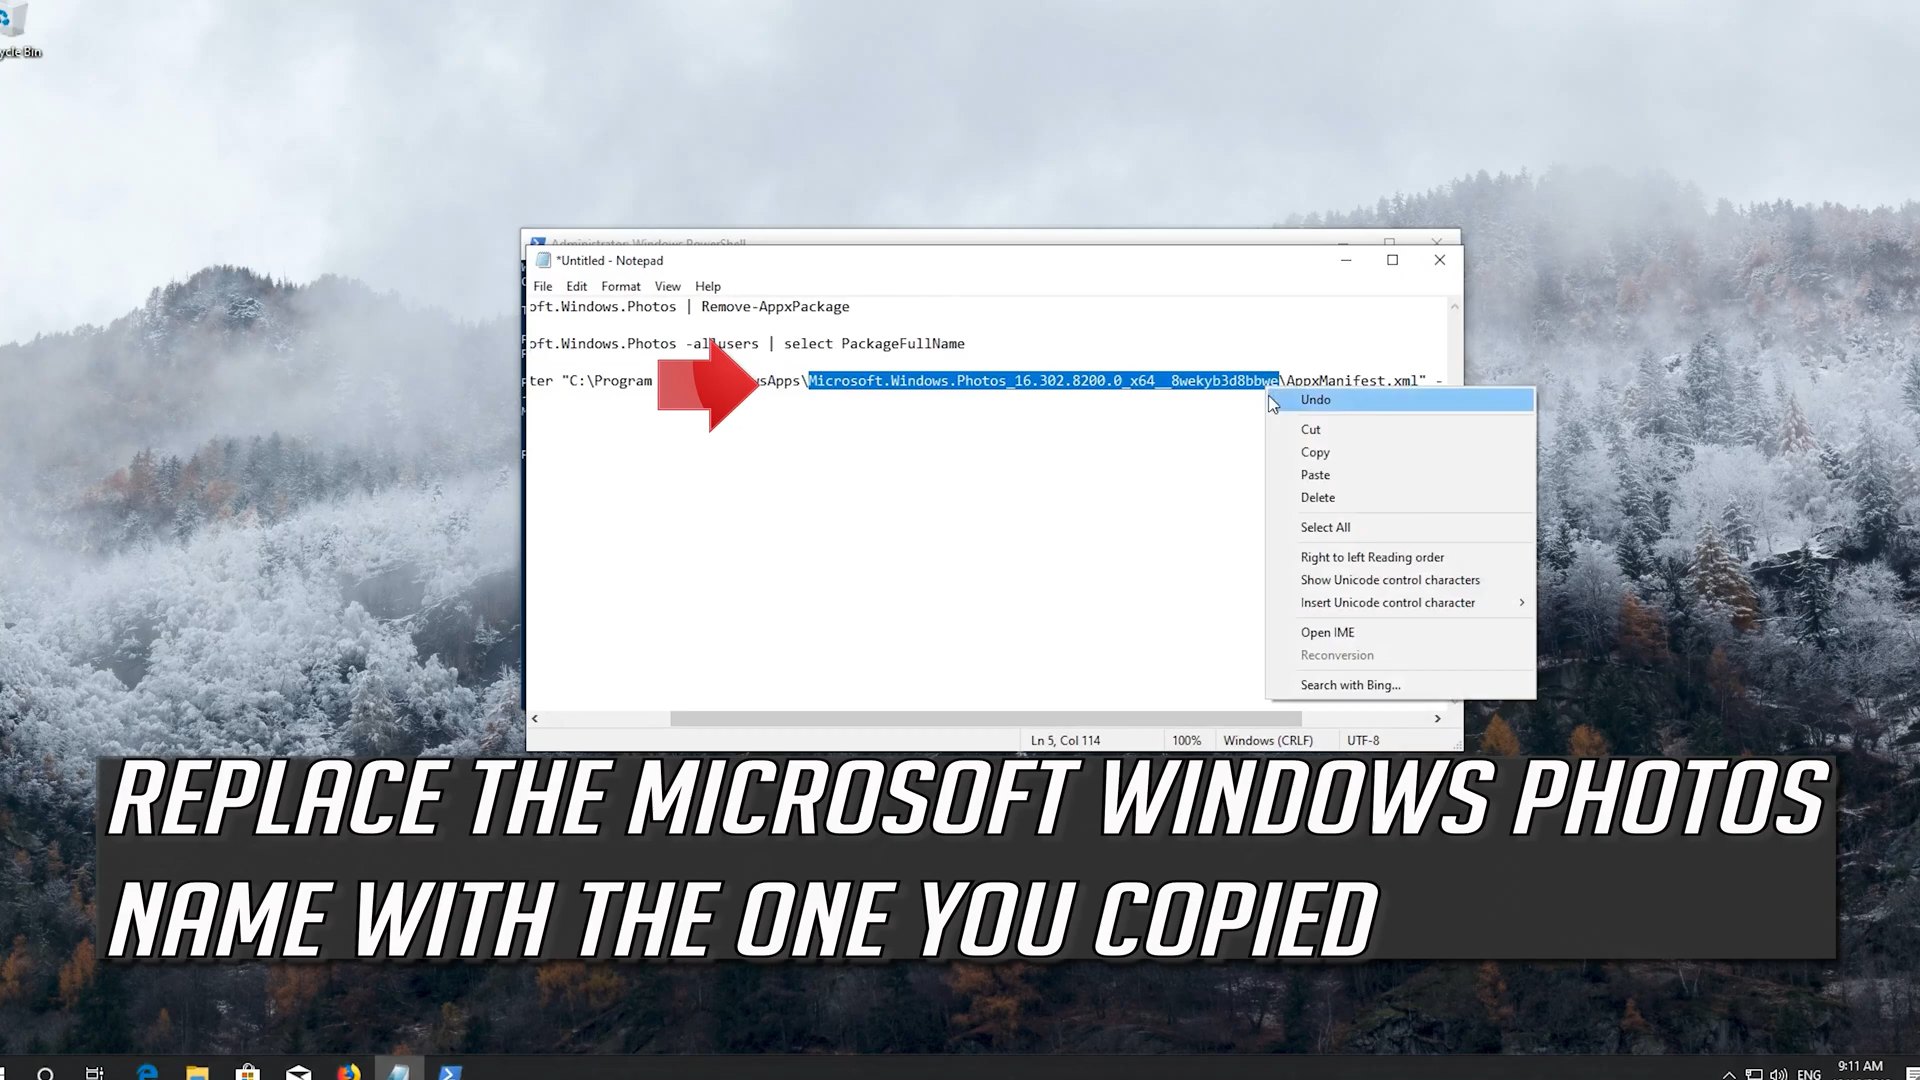 ycle Bin
Administrator: Windows PowerShell
*Untitled - Notepad
File Edit Format View Help
oft.Windows.Photos | Remove-AppxPackage
oft.Windows.Photos -allusers | select PackageFullName
ter "C:\Program sApps\Microsoft.Windows.Photos_16.302.8200.0_x64__8wekyb3d8bbwe\AppxManifest.xml" -
Undo
Cut
Copy
Paste
Delete
Select All
Right to left Reading order
Show Unicode control characters
Insert Unicode control character
Open IME
Reconversion
Search with Bing...
Ln 5, Col 114 100% Windows (CRLF) UTF-8
REPLACE THE MICROSOFT WINDOWS PHOTOS
NAME WITH THE ONE YOU COPIED
ENG 9:11 AM